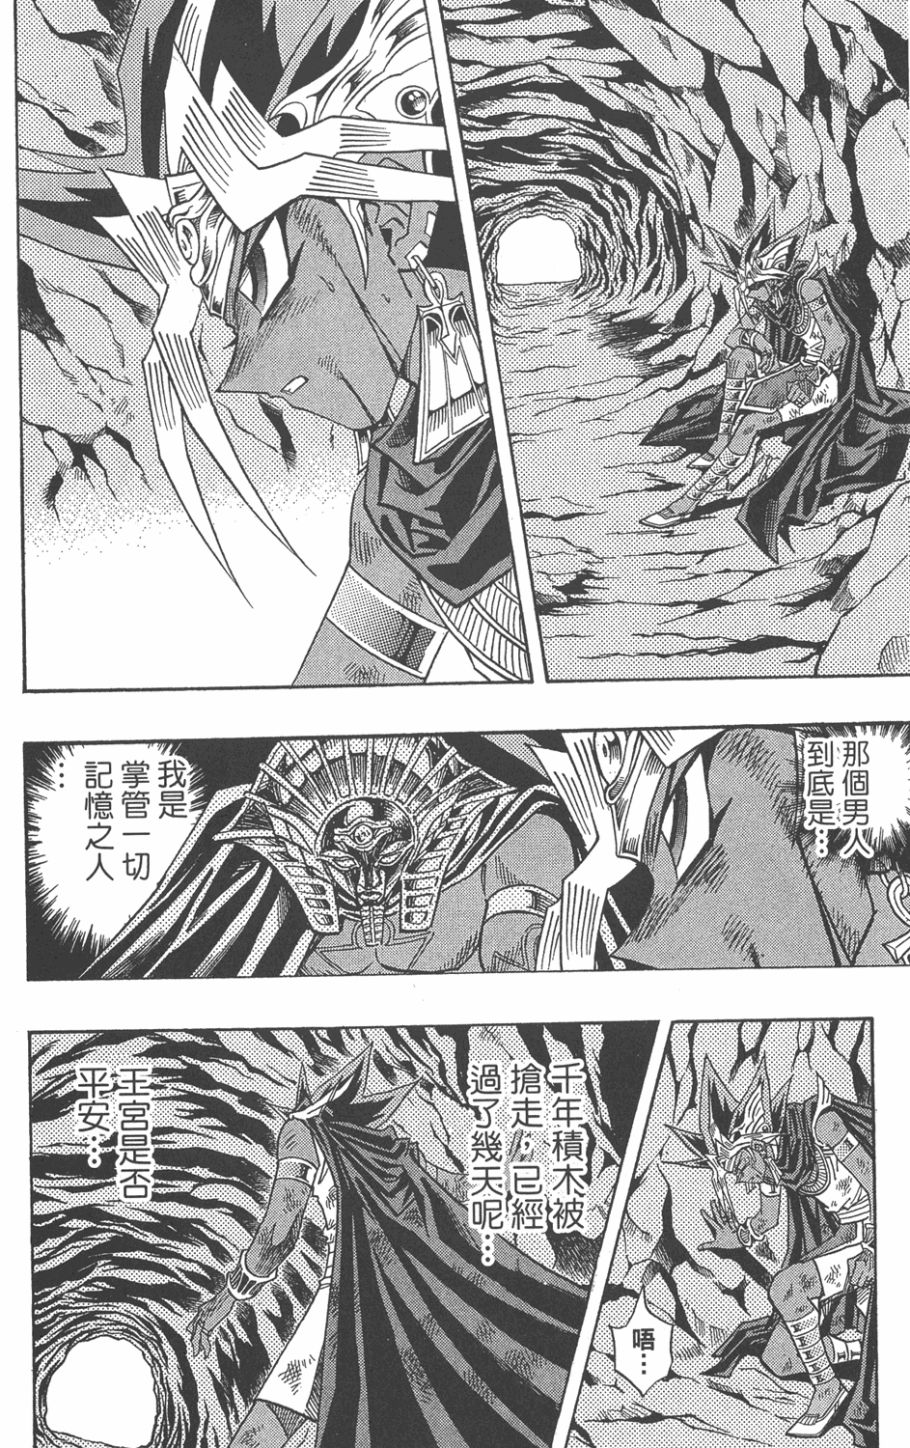 那個男人
到底是…
我是
掌管一切
記憶之人
…
唔…
千年積木被
搶走，已經
過了幾天呢…
王宮是否
平安…